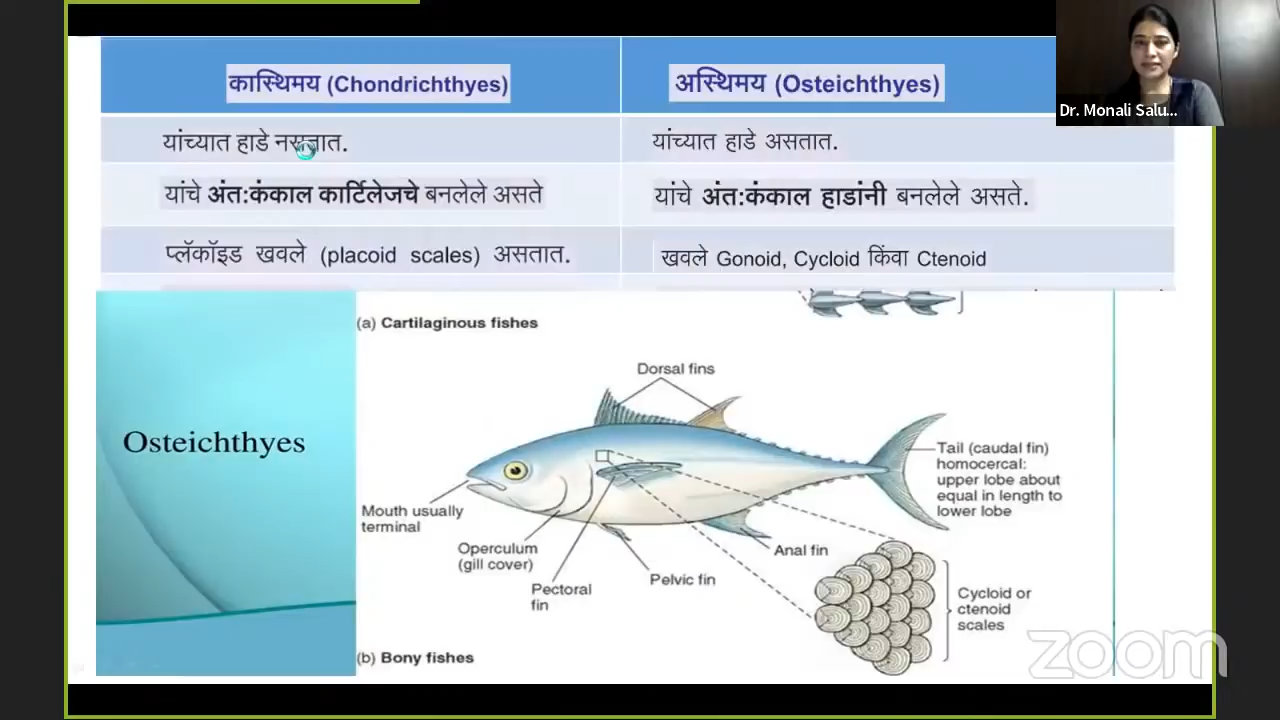 कास्थिमय (Chondrichthyes)
अस्थिमय (Osteichthyes)
Dr. Monali Salu...
यांच्यात हाडे नसतात.
यांच्यात हाडे असतात.
यांचे अंत:कंकाल कार्टिलेजचे बनलेले असते
यांचे अंत:कंकाल हाडांनी बनलेले असते.
प्लॅकॉइड खवले (placoid scales) असतात.
खवले Gonoid, Cycloid किंवा Ctenoid
(a) Cartilaginous fishes
Dorsal fins
Osteichthyes
Tail (caudal fin)
homocercal:
upper lobe about
equal in length to
lower lobe
Mouth usually
terminal
Operculum
(gill cover)
Anal fin
Pectoral
fin
Pelvic fin
Cycloid or
ctenoid
scales
(b) Bony fishes
zoom